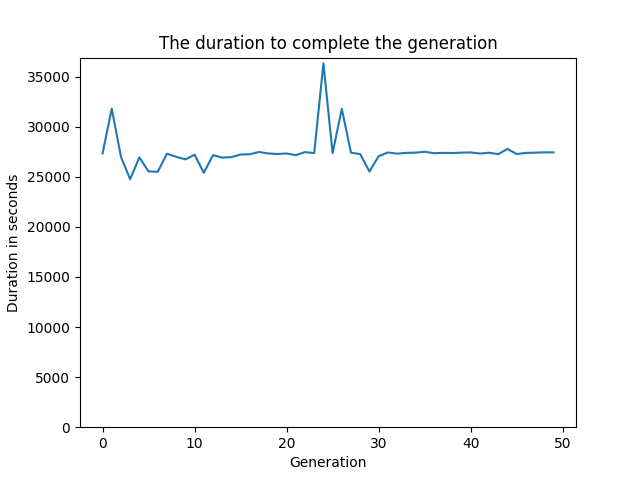 The duration to complete the generation
35000
30000
25000
20000
15000
10000
5000
0
Duration in seconds
0 10 20 30 40 50
Generation